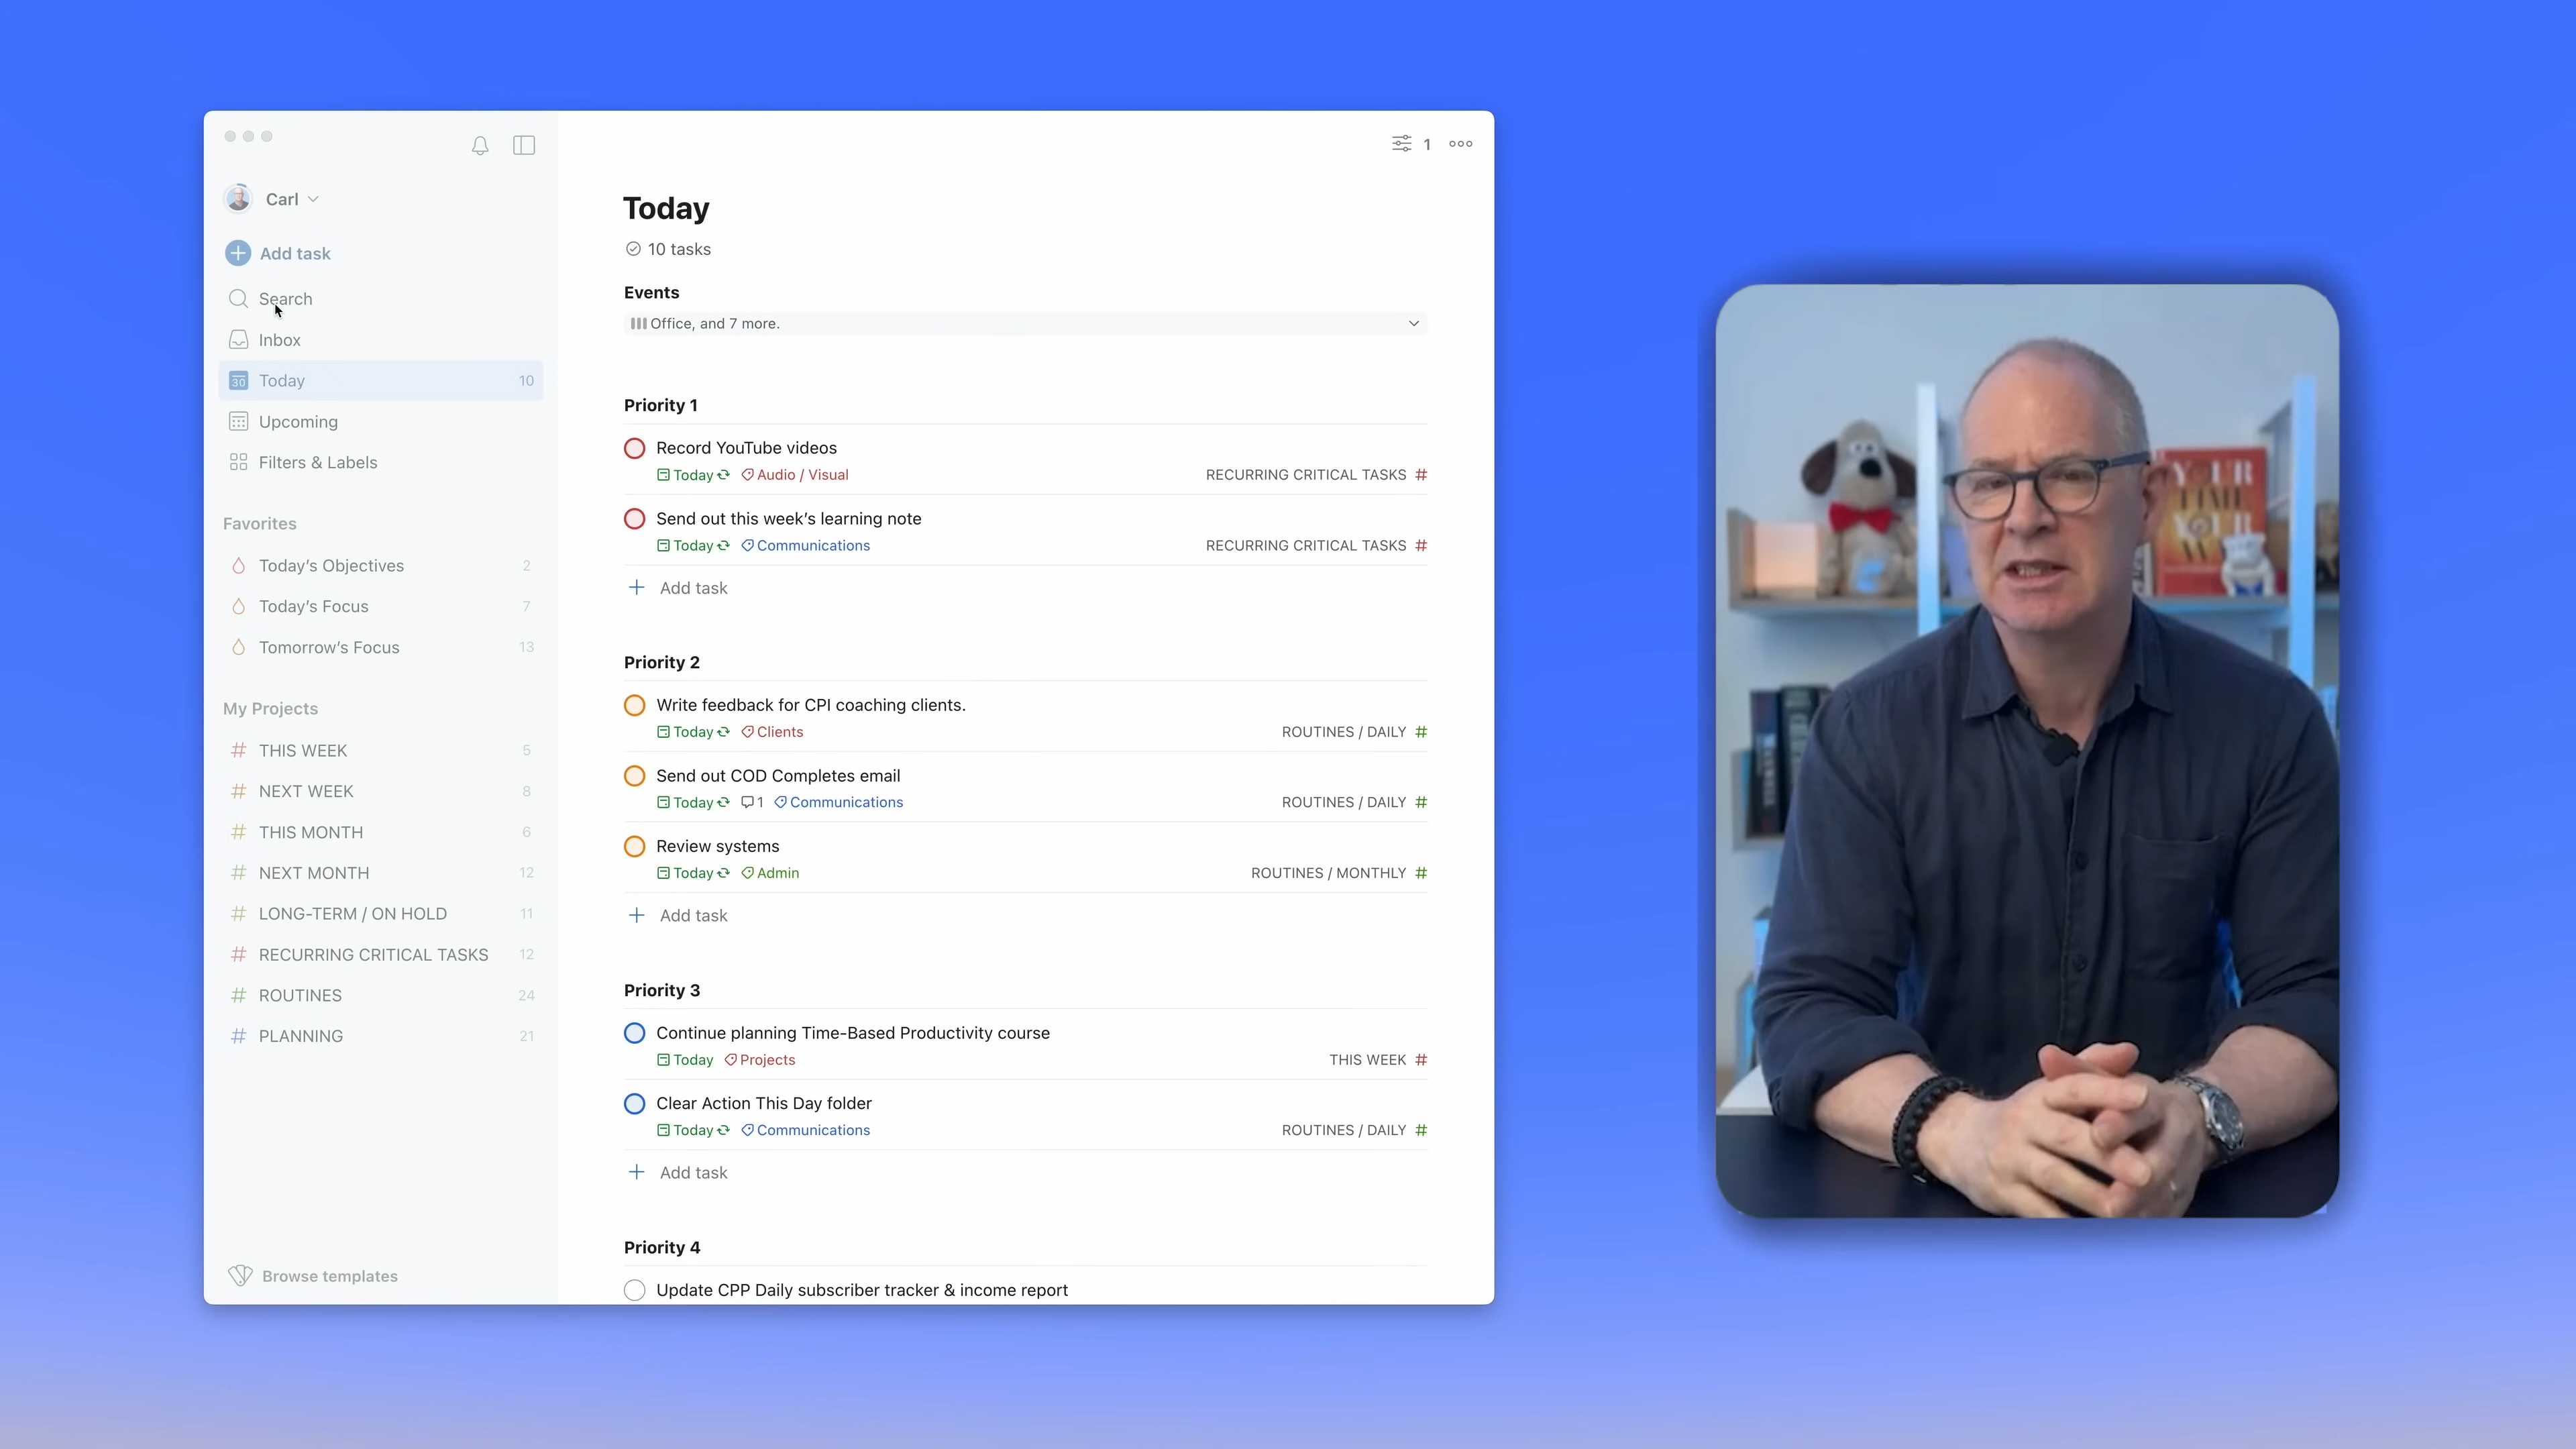 1
Carl
Add task
Search
Inbox
30 Today 10
Upcoming
Filters & Labels
Favorites
Today’s Objectives 2
Today’s Focus 7
Tomorrow’s Focus 13
My Projects
# THIS WEEK 5
# NEXT WEEK 8
# THIS MONTH 6
# NEXT MONTH 12
# LONG-TERM / ON HOLD 11
# RECURRING CRITICAL TASKS 12
# ROUTINES 24
# PLANNING 21
Browse templates
Today
10 tasks
Events
Office, and 7 more.
Priority 1
Record YouTube videos
Today Audio / Visual RECURRING CRITICAL TASKS #
Send out this week’s learning note
Today Communications RECURRING CRITICAL TASKS #
+ Add task
Priority 2
Write feedback for CPI coaching clients.
Today Clients ROUTINES / DAILY #
Send out COD Completes email
Today 1 Communications ROUTINES / DAILY #
Review systems
Today Admin ROUTINES / MONTHLY #
+ Add task
Priority 3
Continue planning Time-Based Productivity course
Today Projects THIS WEEK #
Clear Action This Day folder
Today Communications ROUTINES / DAILY #
+ Add task
Priority 4
Update CPP Daily subscriber tracker & income report
YOUR
TIME
YOUR